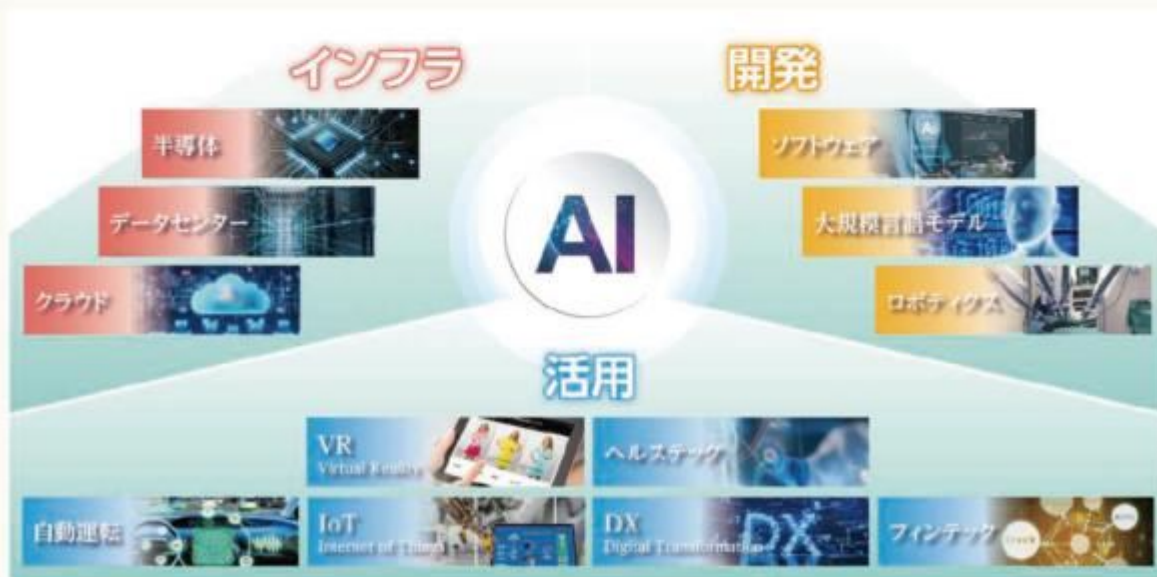 インフラ
半導体
データセンター
クラウド
AI
開発
ソフトウェア
AI
大規模言語モデル
ロボティクス
活用
VR
Virtual Reality
ヘルステック
自動運転
IoT
Internet of Things
DX
Digital Transformation
DX
フィンテック